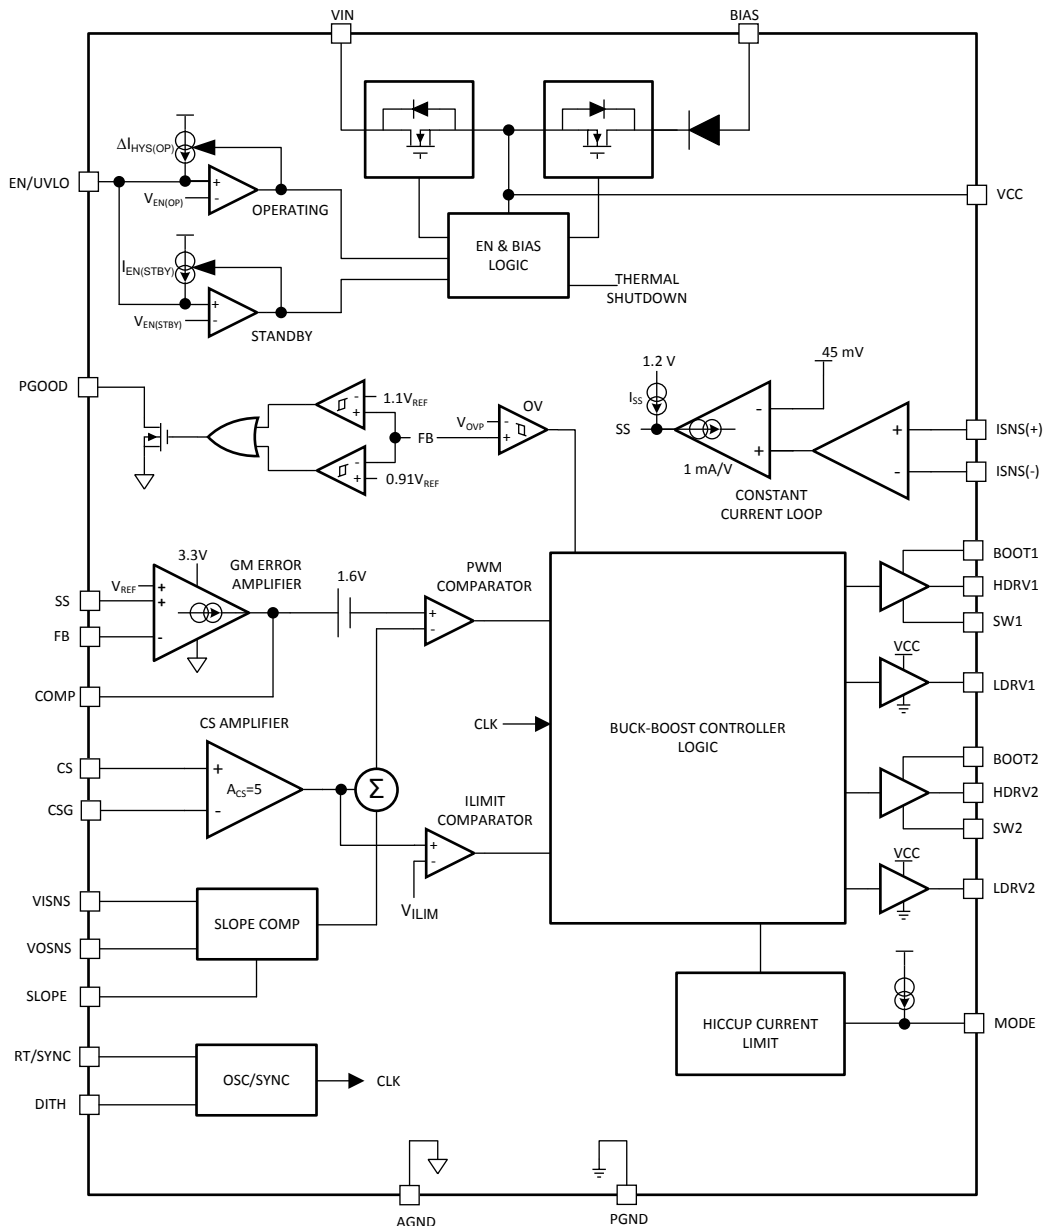 VIN
BIAS
ΔI_HYS(OP)
EN/UVLO
+
-
V_EN(OP)
OPERATING
VCC
EN & BIAS
LOGIC
I_EN(STBY)
+
-
V_EN(STBY)
STANDBY
THERMAL
SHUTDOWN
PGOOD
-
+
1.1V_REF
FB
-
+
0.91V_REF
V_OVP
-
+
OV
1.2 V
I_SS
SS
45 mV
-
+
1 mA/V
CONSTANT
CURRENT LOOP
+
-
ISNS(+)
ISNS(-)
3.3V
GM ERROR
AMPLIFIER
V_REF
+
+
-
SS
FB
COMP
1.6V
PWM
COMPARATOR
+
-
CS AMPLIFIER
CS
CSG
+
-
A_CS=5
Σ
CLK
ILIMIT
COMPARATOR
+
-
V_ILIM
BUCK-BOOST CONTROLLER
LOGIC
BOOT1
HDRV1
SW1
VCC
LDRV1
BOOT2
HDRV2
SW2
VCC
LDRV2
VISNS
VOSNS
SLOPE
SLOPE COMP
HICCUP CURRENT
LIMIT
MODE
RT/SYNC
DITH
OSC/SYNC
CLK
AGND
PGND